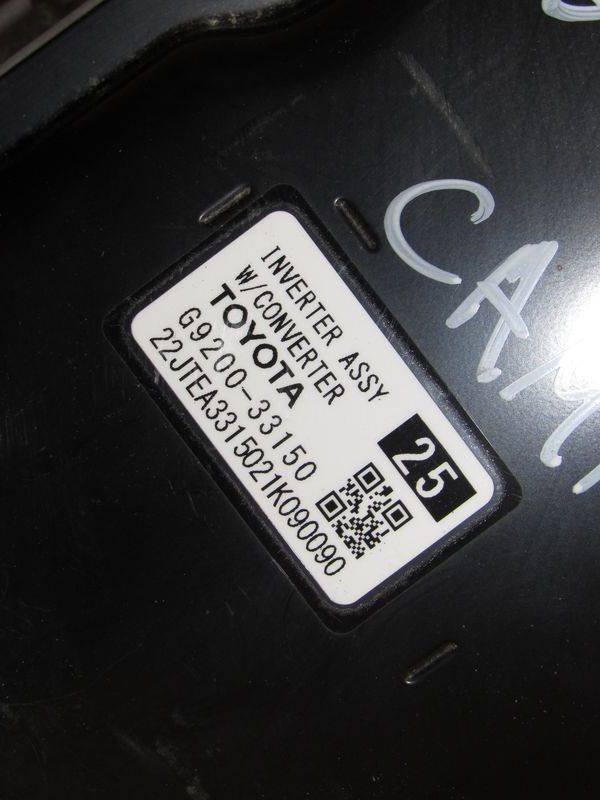 INVERTER ASSY
W/CONVERTER
TOYOTA
G9200-33150
22JTEA3315021K090090
25